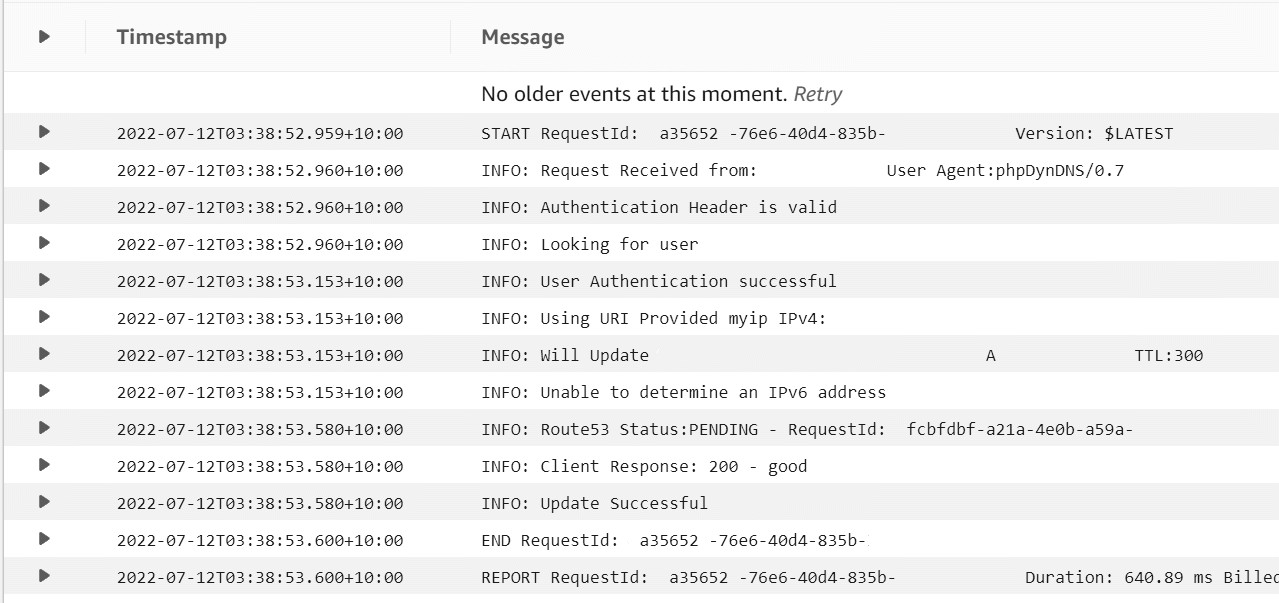 Timestamp Message
No older events at this moment. Retry
2022-07-12T03:38:52.959+10:00 START RequestId: a35652 -76e6-40d4-835b- Version: $LATEST
2022-07-12T03:38:52.960+10:00 INFO: Request Received from: User Agent:phpDynDNS/0.7
2022-07-12T03:38:52.960+10:00 INFO: Authentication Header is valid
2022-07-12T03:38:52.960+10:00 INFO: Looking for user
2022-07-12T03:38:53.153+10:00 INFO: User Authentication successful
2022-07-12T03:38:53.153+10:00 INFO: Using URI Provided myip IPv4:
2022-07-12T03:38:53.153+10:00 INFO: Will Update A TTL:300
2022-07-12T03:38:53.153+10:00 INFO: Unable to determine an IPv6 address
2022-07-12T03:38:53.580+10:00 INFO: Route53 Status:PENDING - RequestId: fcbfdbf-a21a-4e0b-a59a-
2022-07-12T03:38:53.580+10:00 INFO: Client Response: 200 - good
2022-07-12T03:38:53.580+10:00 INFO: Update Successful
2022-07-12T03:38:53.600+10:00 END RequestId: a35652 -76e6-40d4-835b-
2022-07-12T03:38:53.600+10:00 REPORT RequestId: a35652 -76e6-40d4-835b- Duration: 640.89 ms Billed